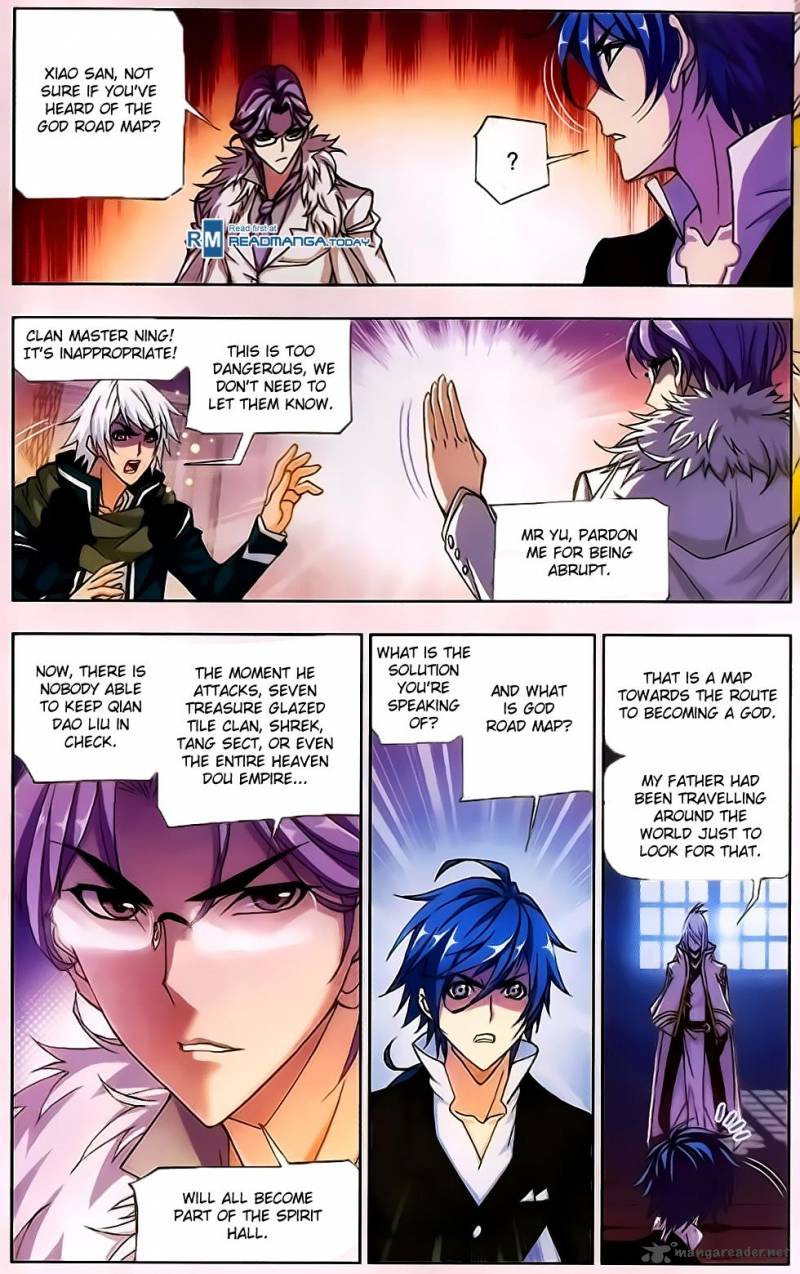 XIAO SAN, NOT
SURE IF YOU'VE
HEARD OF THE
GOD ROAD MAP?
?
RM
Read first at
READMANGA.TODAY
CLAN MASTER NING!
IT'S INAPPROPRIATE!
THIS IS TOO
DANGEROUS, WE
DON'T NEED TO
LET THEM KNOW.
MR YU, PARDON
ME FOR BEING
ABRUPT.
NOW, THERE IS
NOBODY ABLE
TO KEEP QIAN
DAO LIU IN
CHECK.
THE MOMENT HE
ATTACKS, SEVEN
TREASURE GLAZED
TILE CLAN, SHREK,
TANG SECT, OR EVEN
THE ENTIRE HEAVEN
DOU EMPIRE...
WILL ALL BECOME
PART OF THE SPIRIT
HALL.
WHAT IS THE
SOLUTION
YOU'RE
SPEAKING
OF?
AND WHAT
IS GOD
ROAD MAP?
THAT IS A MAP
TOWARDS THE ROUTE
TO BECOMING A GOD.
MY FATHER HAD
BEEN TRAVELLING
AROUND THE
WORLD JUST TO
LOOK FOR THAT.
mangareader.net